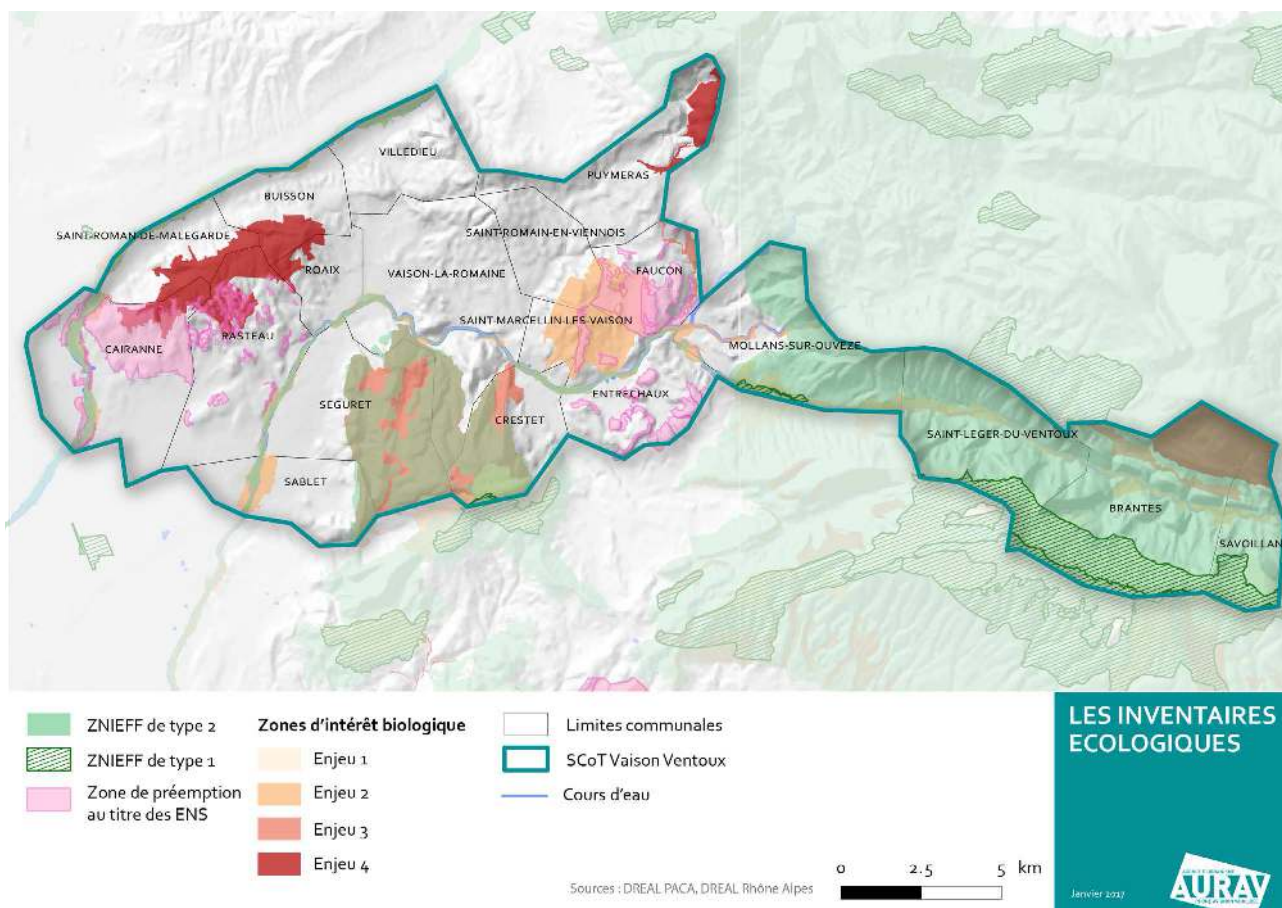 VILLEDIEU
PUYMERAS
BUISSON
SAINT-ROMAN-DE-MALEGARDE
SAINT-ROMAIN-EN-VIENNOIS
ROAIX
VAISON-LA-ROMAINE
FAUCON
SAINT-MARCELLIN-LES-VAISON
RASTEAU
CAIRANNE
MOLLANS-SUR-OUVEZE
ENTRECHAUX
SEGURET
CRESTET
SAINT-LEGER-DU-VENTOUX
SABLET
BRANTES
SAVOILLAN
ZNIEFF de type 2
ZNIEFF de type 1
Zone de préemption
au titre des ENS
Zones d'intérêt biologique
Enjeu 1
Enjeu 2
Enjeu 3
Enjeu 4
Limites communales
SCoT Vaison Ventoux
Cours d'eau
Sources : DREAL PACA, DREAL Rhône Alpes
0 2.5 5 km
LES INVENTAIRES
ECOLOGIQUES
Janvier 2017
AURAV